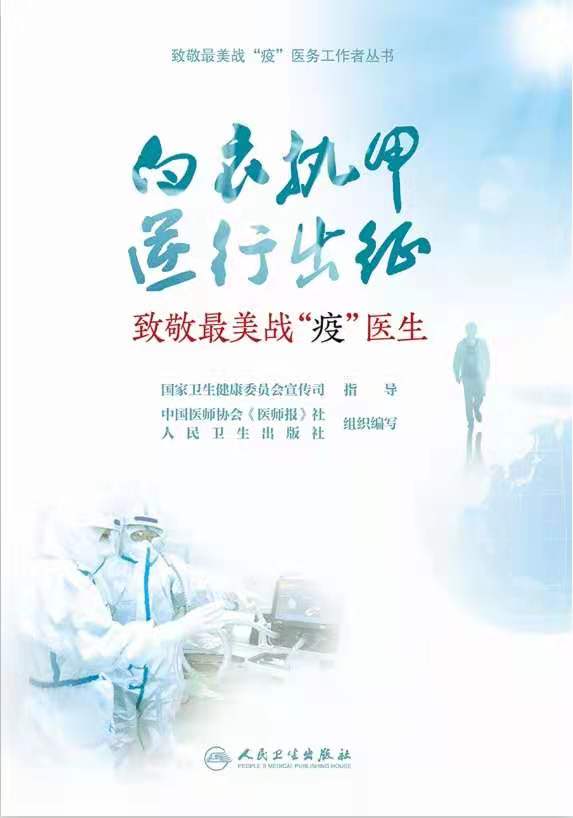 致敬最美战“疫”医务工作者丛书
白衣执甲
逆行出征
致敬最美战“疫”医生
国家卫生健康委员会宣传司 指 导
中国医师协会《医师报》社
人民卫生出版社 组织编写
人民卫生出版社
PEOPLE'S MEDICAL PUBLISHING HOUSE